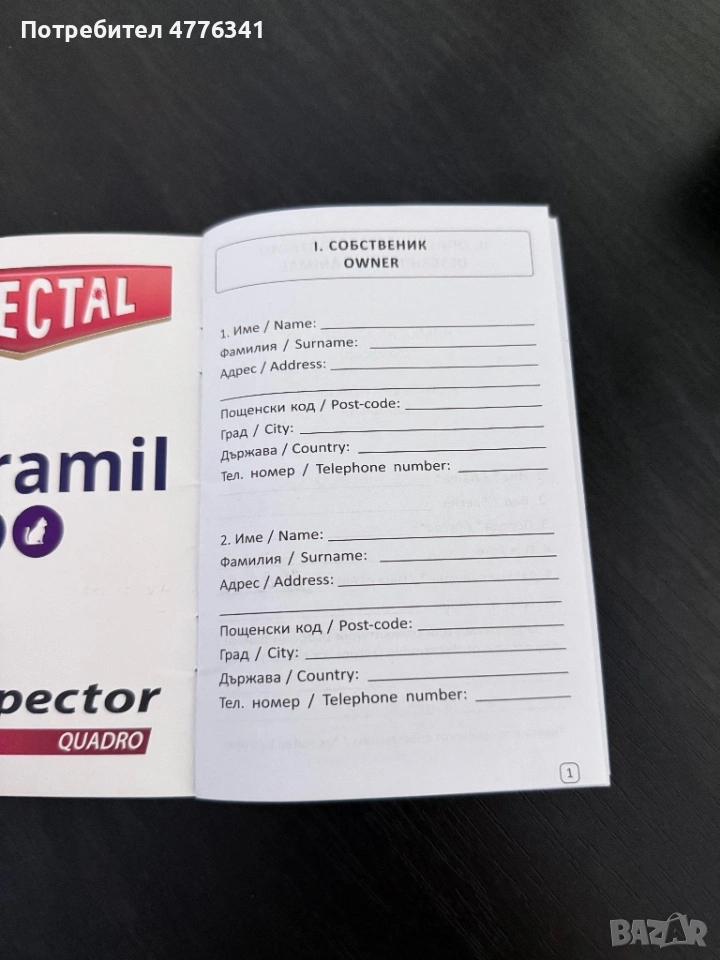 Потребител 4776341
ECTAL
ramil
pector
QUADRO
I. СОБСТВЕНИК
OWNER
1. Име / Name:
Фамилия / Surname:
Адрес / Address:
Пощенски код / Post-code:
Град / City:
Държава / Country:
Тел. номер / Telephone number:
2. Име / Name:
Фамилия / Surname:
Адрес / Address:
Пощенски код / Post-code:
Град / City:
Държава / Country:
Тел. номер / Telephone number:
1
BAZAR